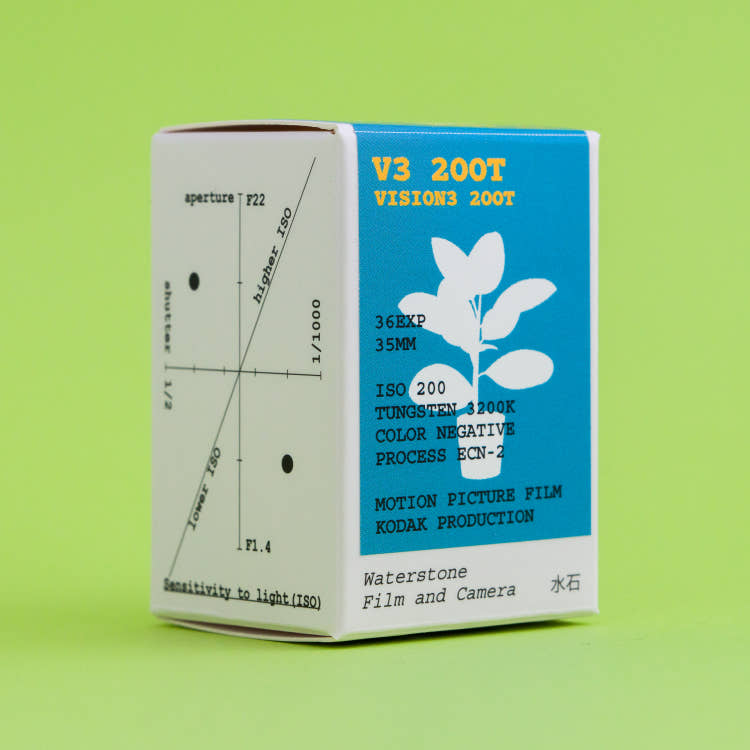 aperture
F22
higher ISO
shutter
1/2
1/1000
lower ISO
F1.4
Sensitivity to light(ISO)
V3 200T
VISION3 200T
36EXP
35MM
ISO 200
TUNGSTEN 3200K
COLOR NEGATIVE
PROCESS ECN-2
MOTION PICTURE FILM
KODAK PRODUCTION
Waterstone
Film and Camera
水石